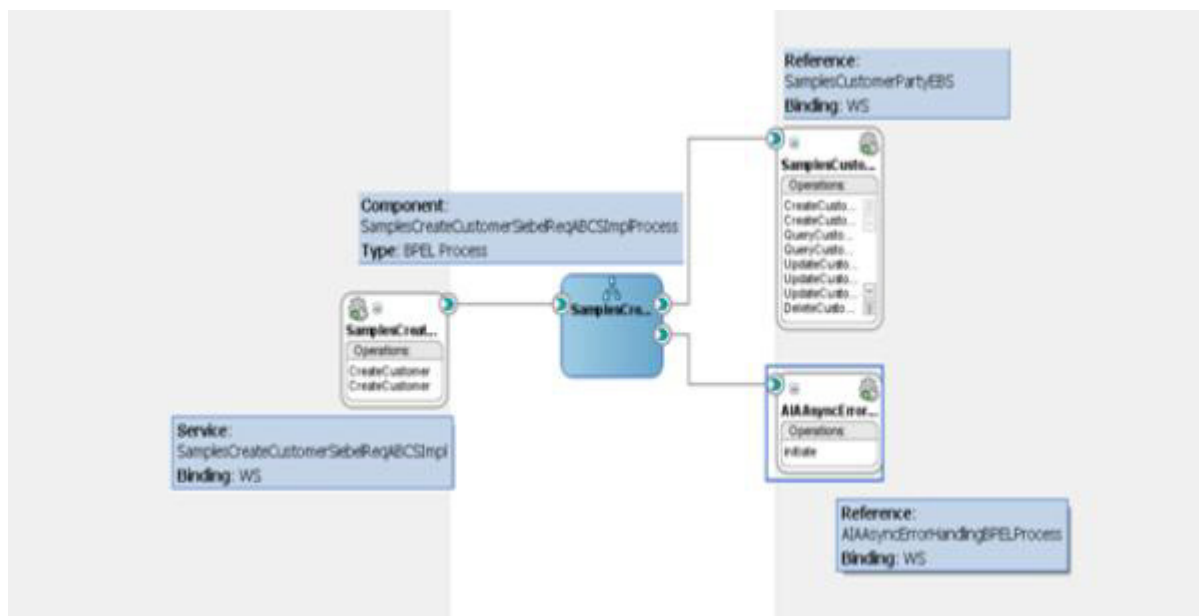 Reference:
SamplesCustomerPartyEBS
Binding: WS
SamplesCusto...
Operations
CreateCusto...
CreateCusto...
QueryCusto...
QueryCusto...
UpdateCusto...
UpdateCusto...
UpdateCusto...
DeleteCusto...
Component:
SamplesCreateCustomerSiebelReqABCSImplProcess
Type: BPEL Process
SamplesCre...
SamplesCreat...
Operations
CreateCustomer
CreateCustomer
Service:
SamplesCreateCustomerSiebelReqABCSImpl
Binding: WS
AIAAsyncError...
Operations
initiate
Reference:
AIAAsyncErrorHandlingBPELProcess
Binding: WS